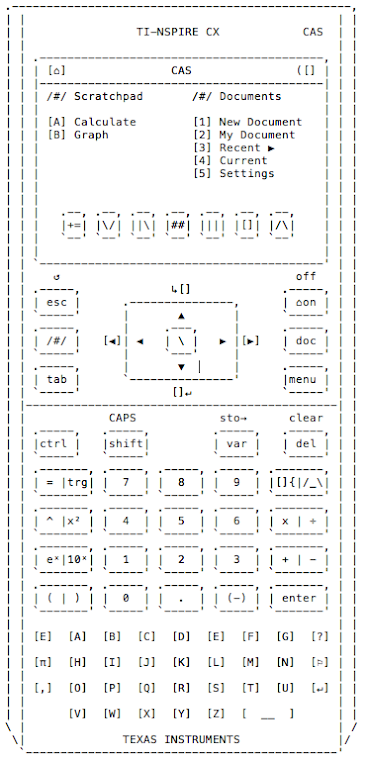 TI-NSPIRE CX CAS
[⌂] CAS ([]
/#/ Scratchpad /#/ Documents
[A] Calculate [1] New Document
[B] Graph [2] My Document
[3] Recent ▶
[4] Current
[5] Settings
|+=| |\/| ||\| |##| |||| |[]| |/\|
↺ off
↳[]
esc ⌂on
▲
/#/ [◀] ◀ \ ▶ [▶] doc
tab ▼ | menu
[]↵
CAPS sto→ clear
ctrl shift var del
= |trg 7 8 9 []{|/_\
^ |x² 4 5 6 x | ÷
eˣ|10ˣ 1 2 3 + | −
( | ) 0 . (−) enter
[E] [A] [B] [C] [D] [E] [F] [G] [?]
[π] [H] [I] [J] [K] [L] [M] [N] [⚐]
[,] [O] [P] [Q] [R] [S] [T] [U] [↵]
[V] [W] [X] [Y] [Z] [ __ ]
TEXAS INSTRUMENTS